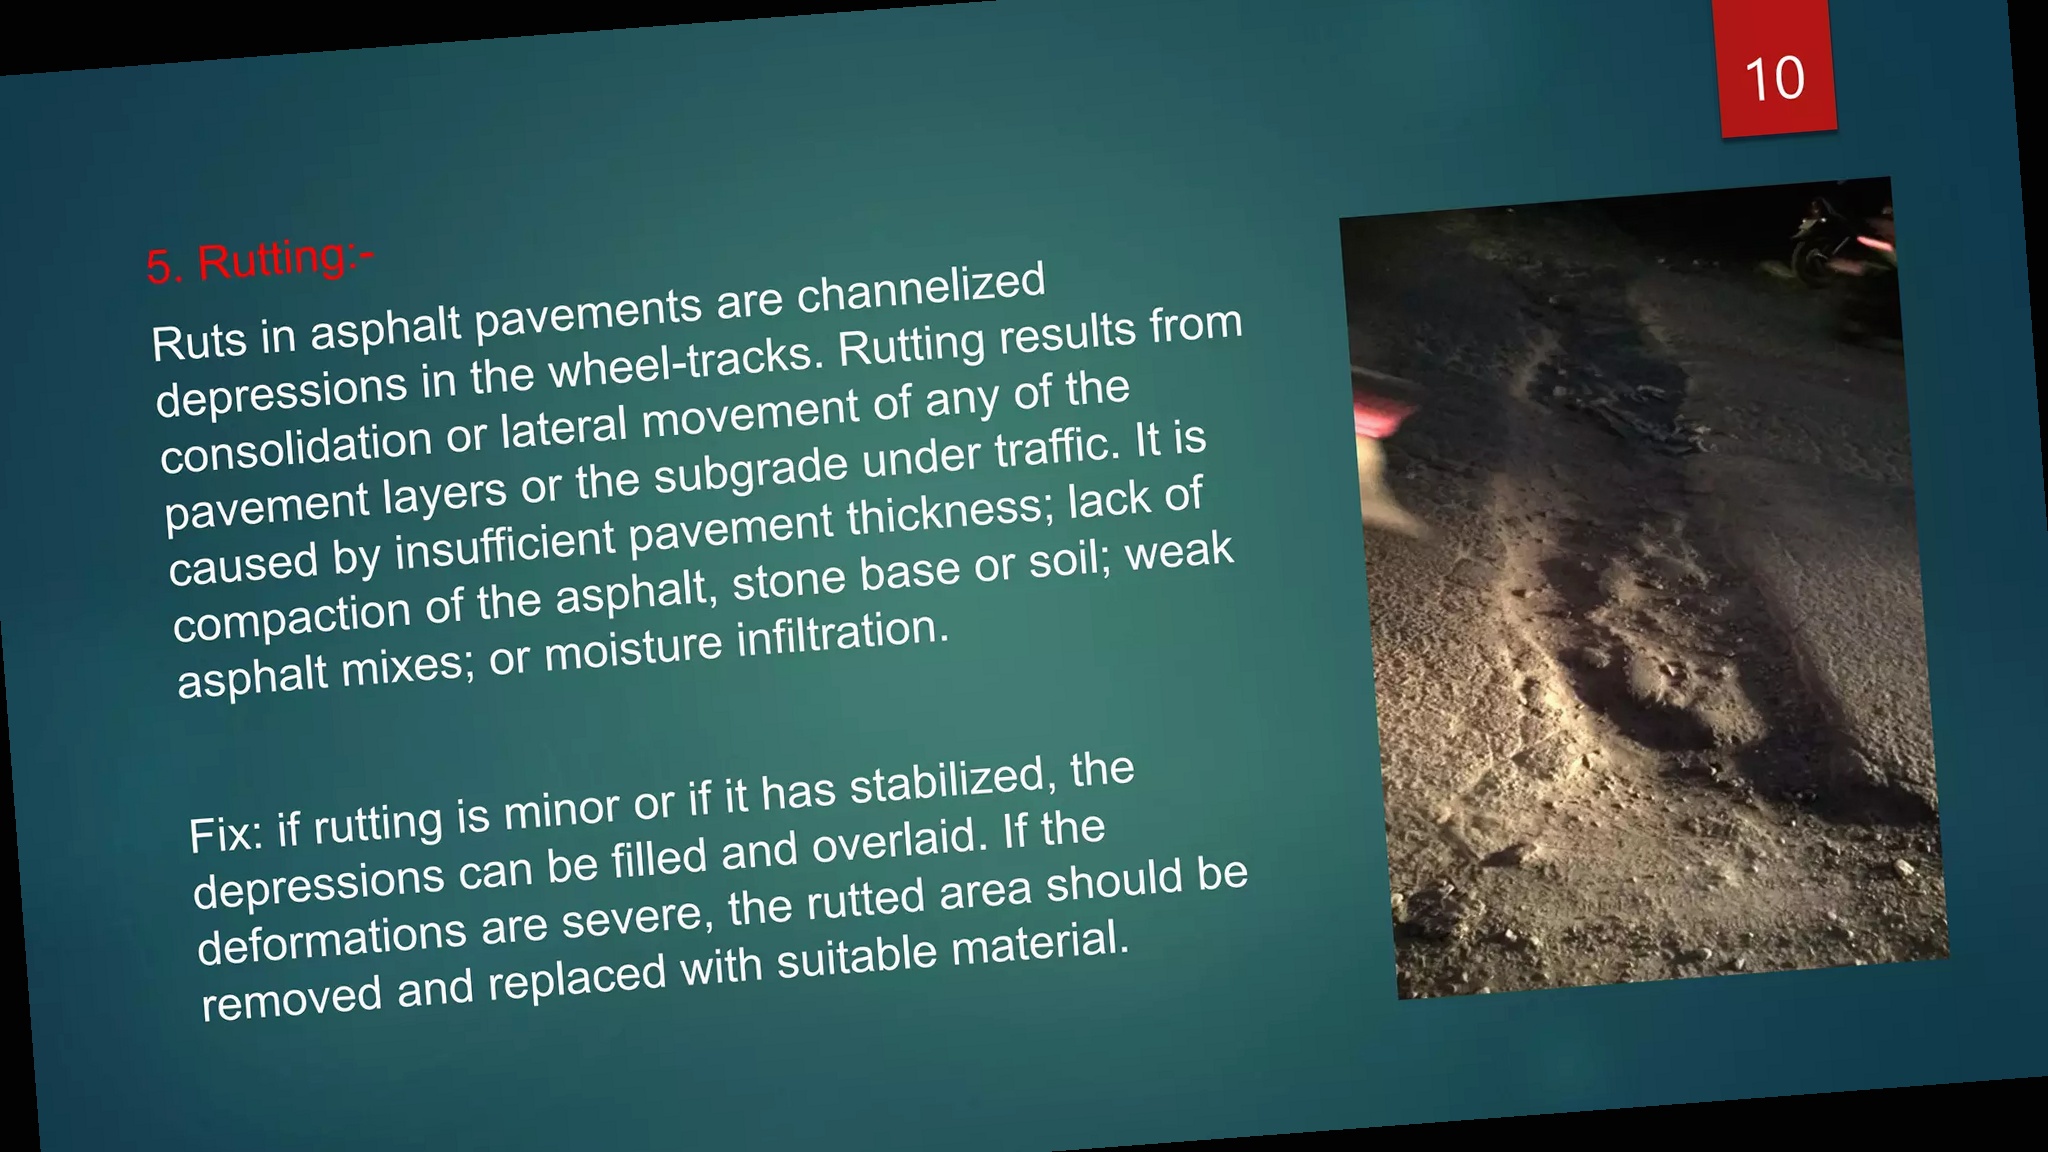 10
5. Rutting:-
Ruts in asphalt pavements are channelized
depressions in the wheel-tracks. Rutting results from
consolidation or lateral movement of any of the
pavement layers or the subgrade under traffic. It is
caused by insufficient pavement thickness; lack of
compaction of the asphalt, stone base or soil; weak
asphalt mixes; or moisture infiltration.
Fix: if rutting is minor or if it has stabilized, the
depressions can be filled and overlaid. If the
deformations are severe, the rutted area should be
removed and replaced with suitable material.